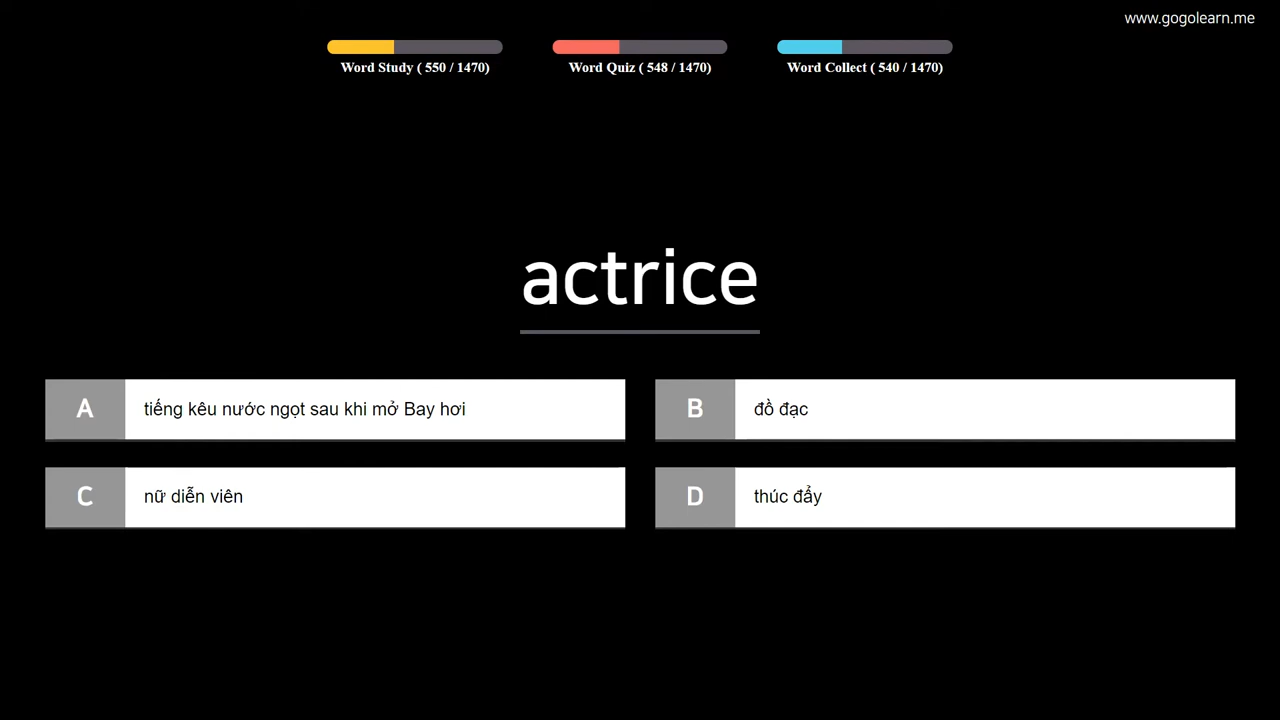 www.gogolearn.me
Word Study ( 550 / 1470)
Word Quiz ( 548 / 1470)
Word Collect ( 540 / 1470)
actrice
A tiếng kêu nước ngọt sau khi mở Bay hơi
B đồ đạc
C nữ diễn viên
D thúc đẩy